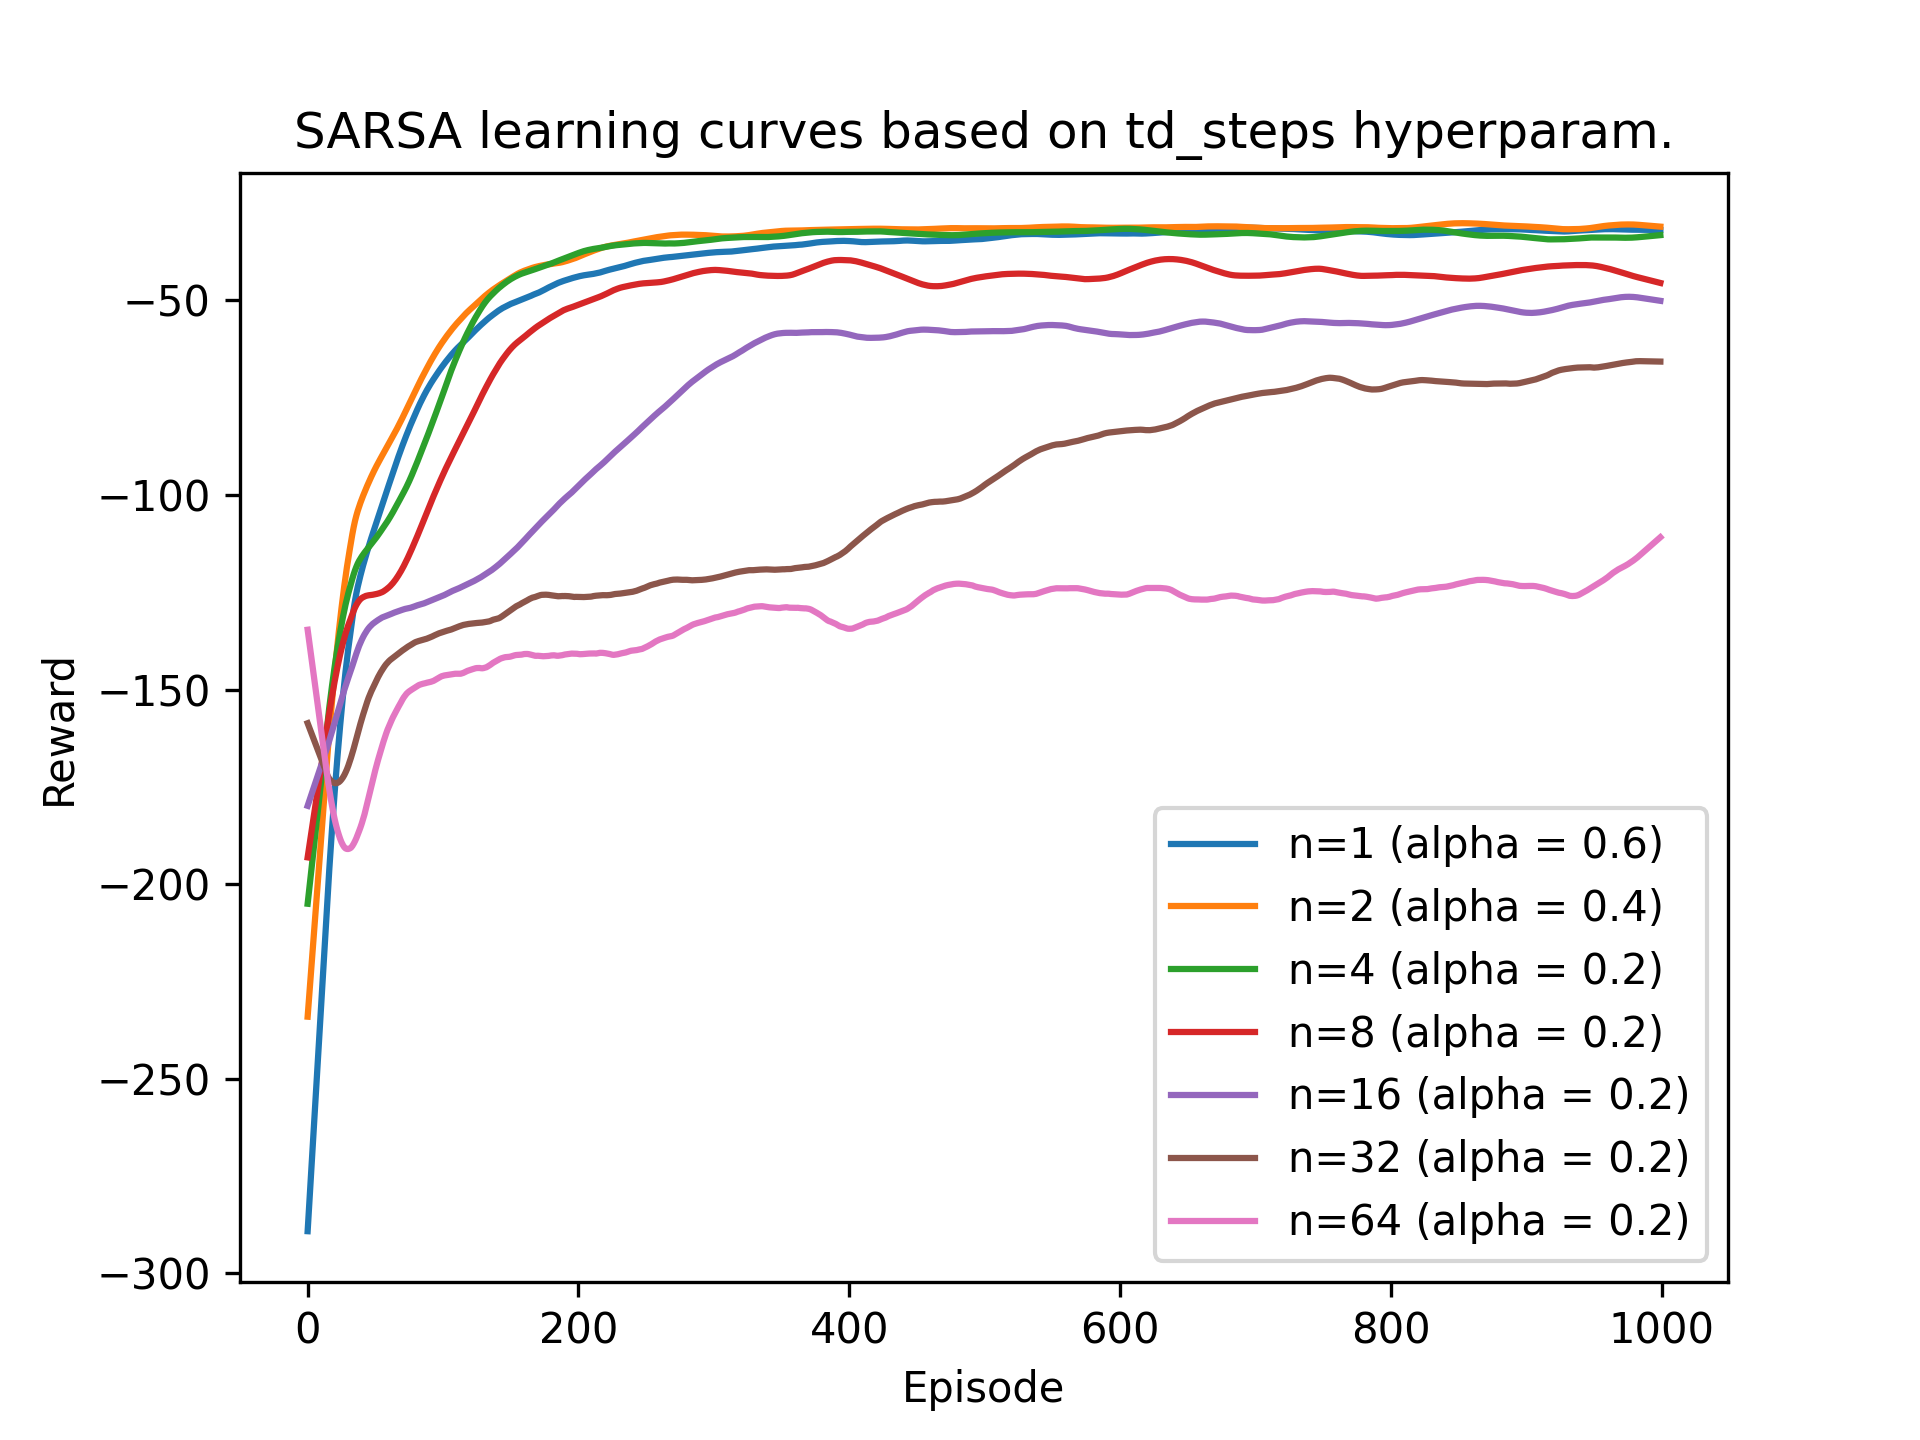 SARSA learning curves based on td_steps hyperparam.
−50
−100
−150
−200
−250
−300
Reward
0 200 400 600 800 1000
Episode
n=1 (alpha = 0.6)
n=2 (alpha = 0.4)
n=4 (alpha = 0.2)
n=8 (alpha = 0.2)
n=16 (alpha = 0.2)
n=32 (alpha = 0.2)
n=64 (alpha = 0.2)